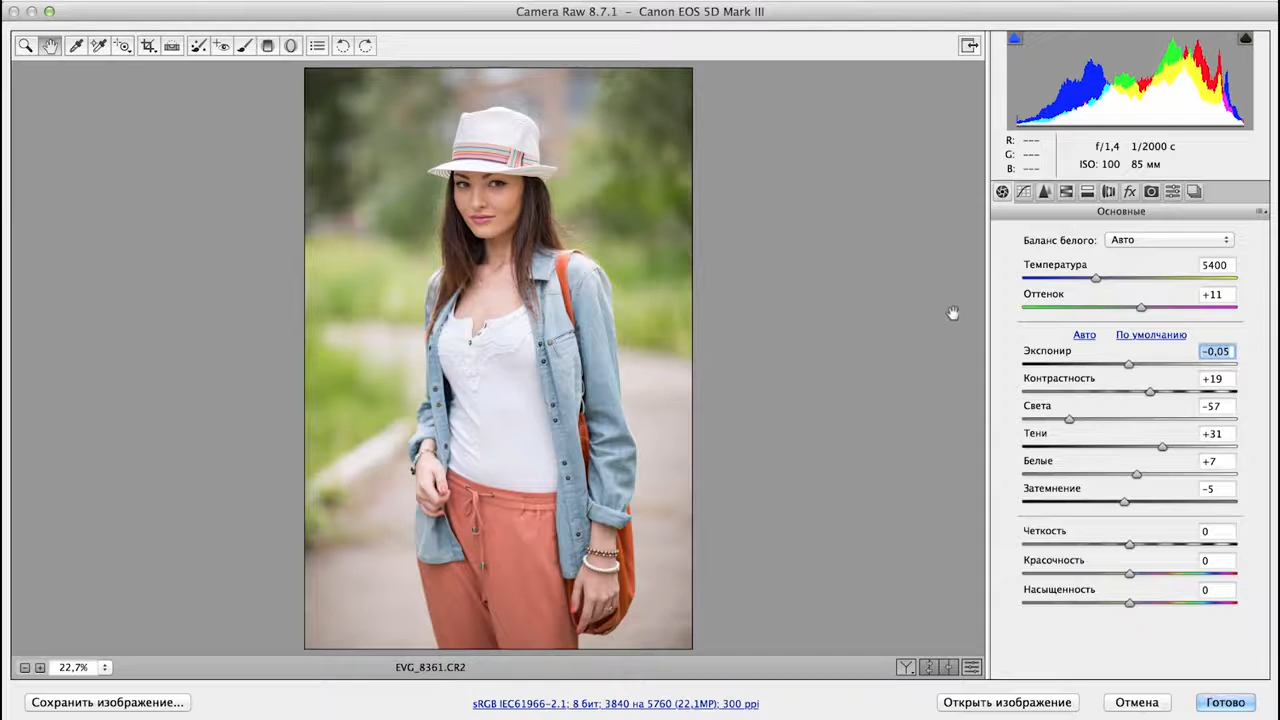 Camera Raw 8.7.1 – Canon EOS 5D Mark III
R: ---
G: ---
B: ---
f/1,4 1/2000 с
ISO: 100 85 мм
Основные
Баланс белого: Авто
Температура 5400
Оттенок +11
Авто По умолчанию
Экспонир -0,05
Контрастность +19
Света -57
Тени +31
Белые +7
Затемнение -5
Четкость 0
Красочность 0
Насыщенность 0
22,7% EVG_8361.CR2
Сохранить изображение... sRGB IEC61966-2.1; 8 бит; 3840 на 5760 (22,1MP); 300 ppi Открыть изображение Отмена Готово